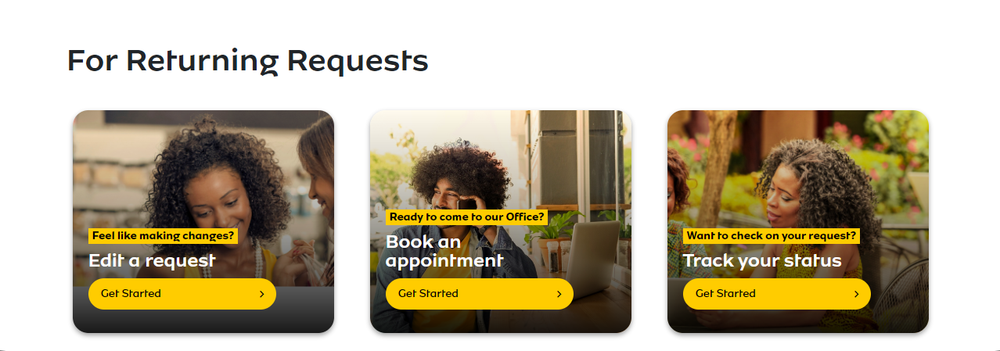 For Returning Requests
Feel like making changes?
Edit a request
Get Started
Ready to come to our Office?
Book an
appointment
Get Started
Want to check on your request?
Track your status
Get Started